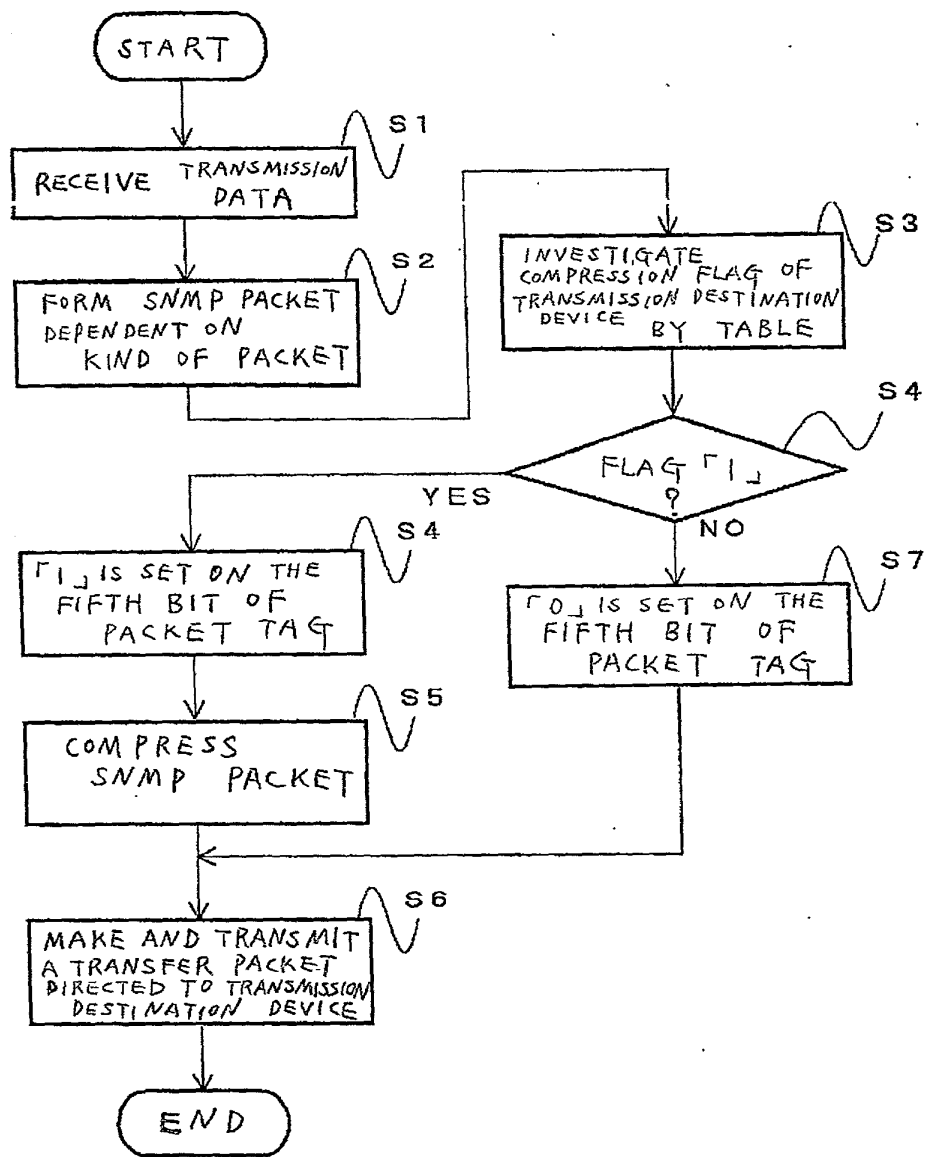 START
S1
RECEIVE TRANSMISSION
DATA
S2
FORM SNMP PACKET
DEPENDENT ON
KIND OF PACKET
S3
INVESTIGATE
COMPRESSION FLAG OF
TRANSMISSION DESTINATION
DEVICE BY TABLE
S4
FLAG「1」
?
YES
NO
S4
「1」IS SET ON THE
FIFTH BIT OF
PACKET TAG
S7
「0」IS SET ON THE
FIFTH BIT OF
PACKET TAG
S5
COMPRESS
SNMP PACKET
S6
MAKE AND TRANSMIT
A TRANSFER PACKET
DIRECTED TO TRANSMISSION
DESTINATION DEVICE
END